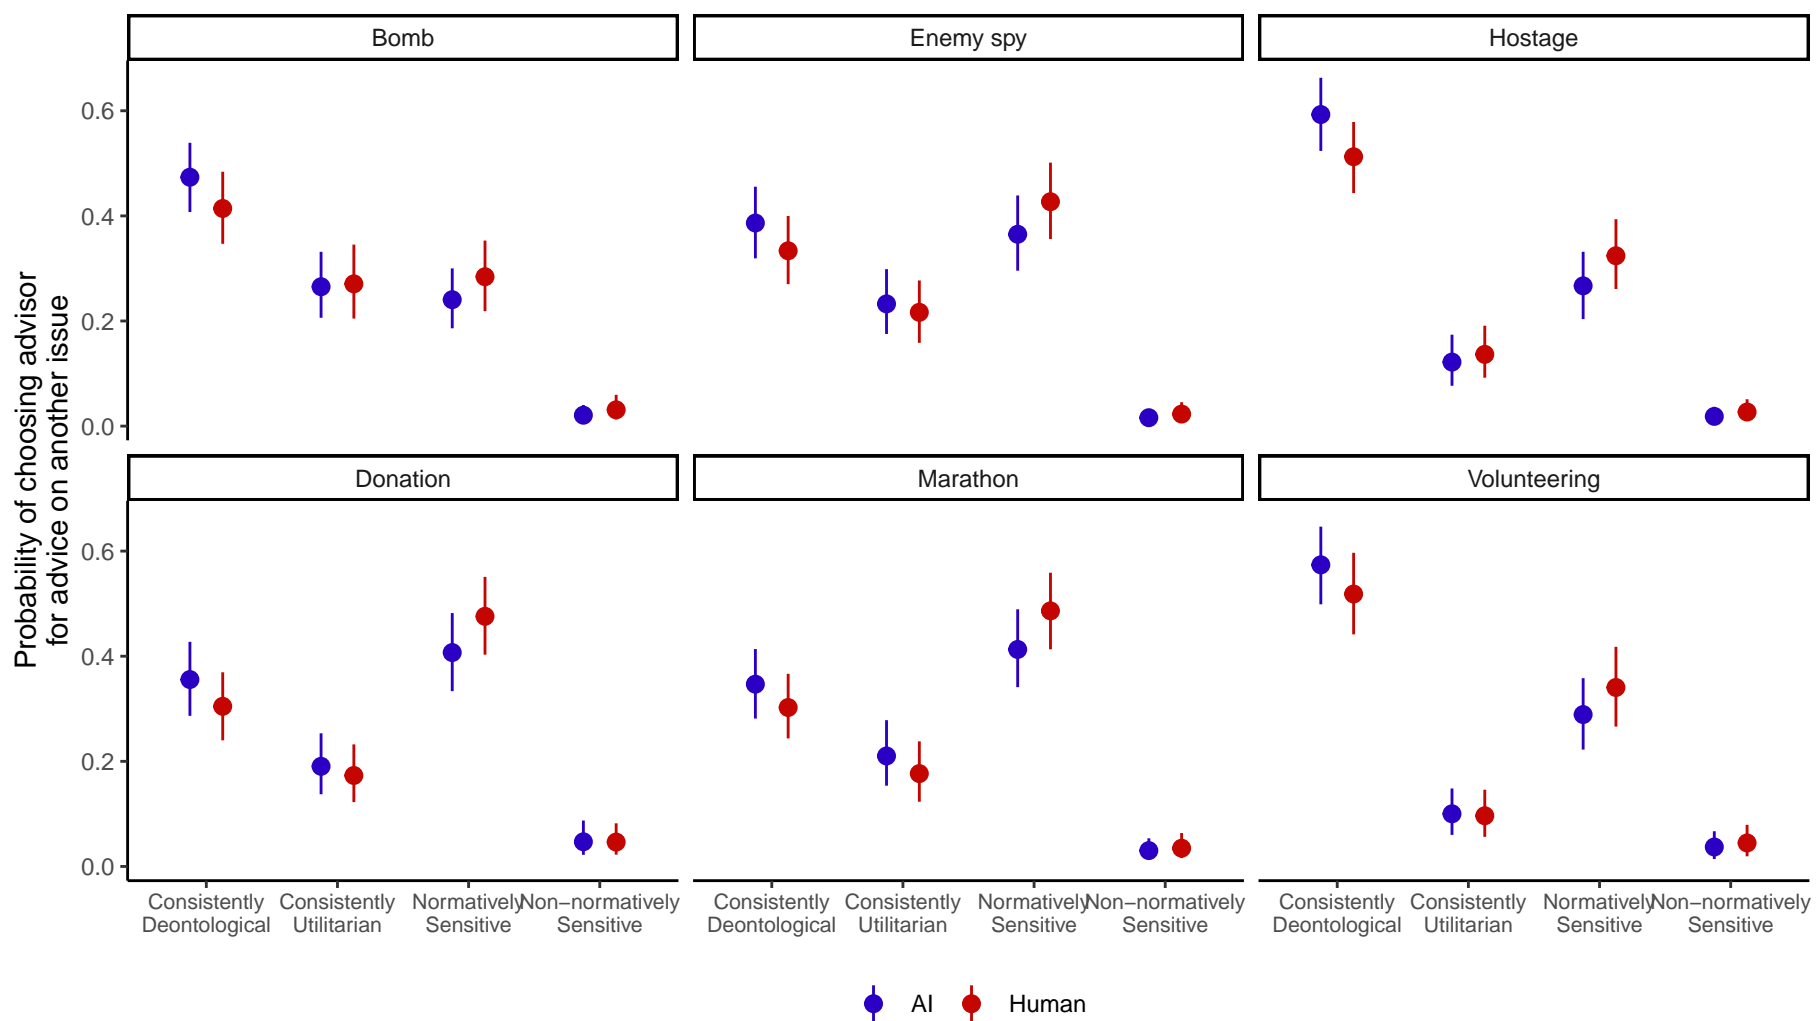 Bomb
Enemy spy
Hostage
0.6
0.4
0.2
0.0
Donation
Marathon
Volunteering
0.6
0.4
0.2
0.0
Probability of choosing advisor
for advice on another issue
Consistently
Deontological
Consistently
Utilitarian
Normatively
Sensitive
Non−normatively
Sensitive
Consistently
Deontological
Consistently
Utilitarian
Normatively
Sensitive
Non−normatively
Sensitive
Consistently
Deontological
Consistently
Utilitarian
Normatively
Sensitive
Non−normatively
Sensitive
AI
Human